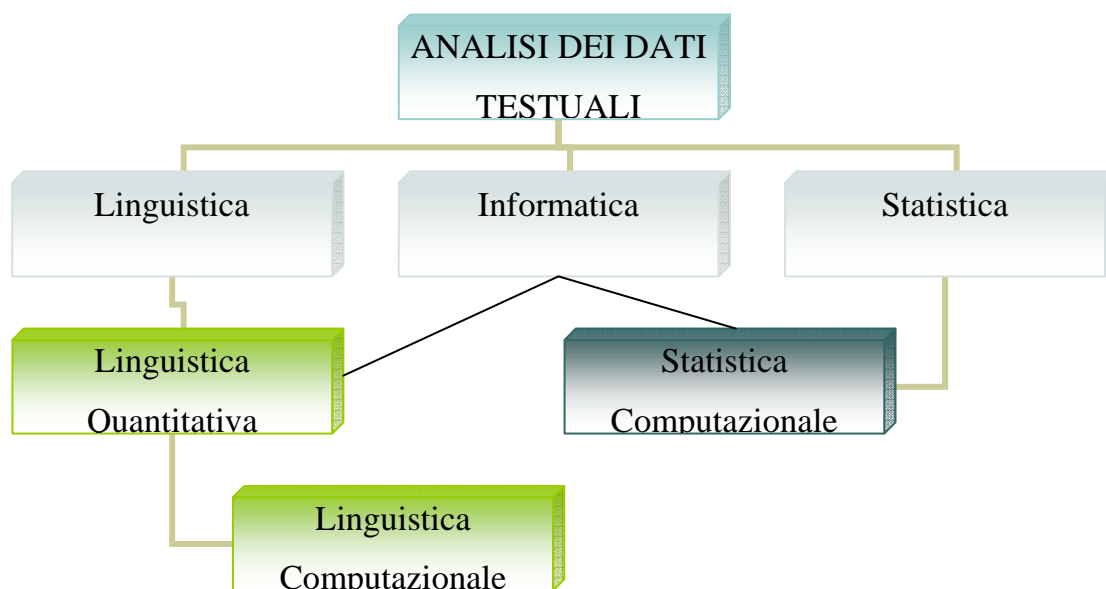 ANALISI DEI DATI
TESTUALI
Linguistica
Informatica
Statistica
Linguistica
Quantitativa
Statistica
Computazionale
Linguistica
Computazionale